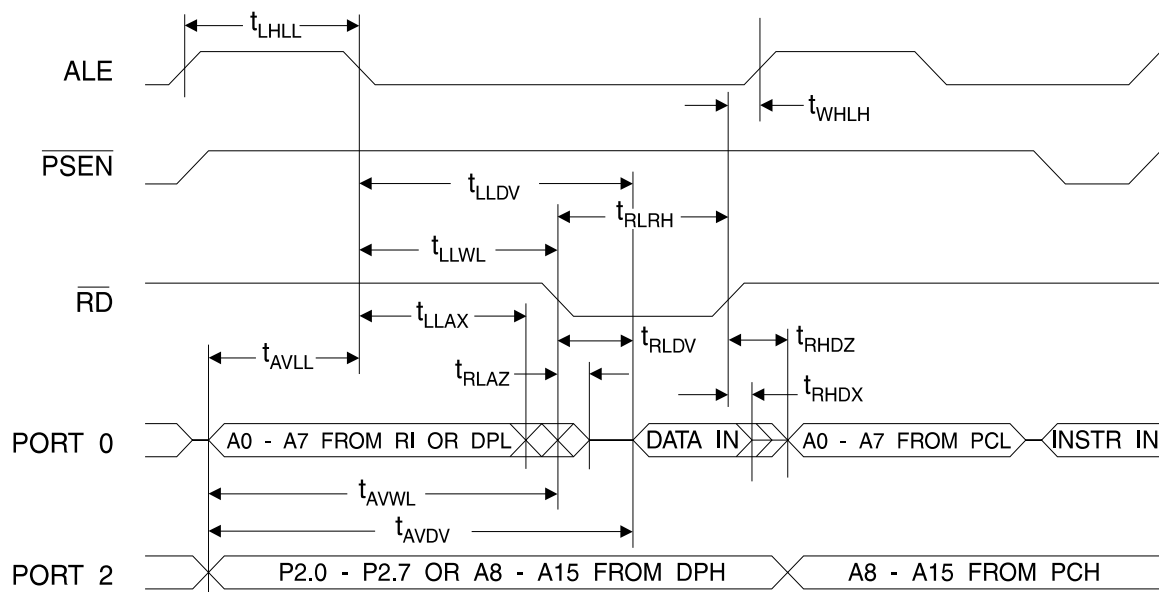 tLHLL
ALE
tWHLH
PSEN
tLLDV
tRLRH
tLLWL
RD
tLLAX
tRLDV
tRHDZ
tAVLL
tRLAZ
tRHDX
PORT 0
A0 - A7 FROM RI OR DPL
DATA IN
A0 - A7 FROM PCL
INSTR IN
tAVWL
tAVDV
PORT 2
P2.0 - P2.7 OR A8 - A15 FROM DPH
A8 - A15 FROM PCH